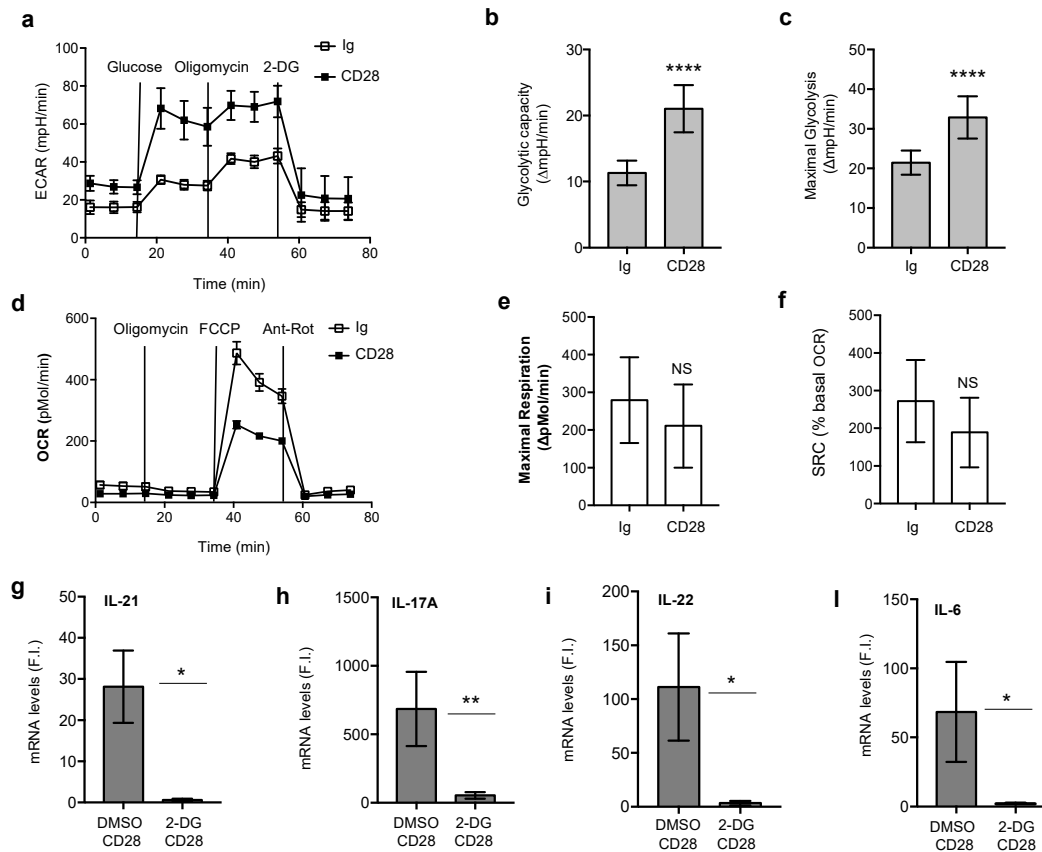 a
ECAR (mpH/min)
100
80
60
40
20
0
Glucose
Oligomycin
2-DG
Ig
CD28
0
20
40
60
80
Time (min)
b
Glycolytic capacity
(ΔmpH/min)
30
20
10
0
****
Ig
CD28
c
Maximal Glycolysis
(ΔmpH/min)
50
40
30
20
10
0
****
Ig
CD28
d
OCR (pMol/min)
600
400
200
0
Oligomycin
FCCP
Ant-Rot
Ig
CD28
0
20
40
60
80
Time (min)
e
Maximal Respiration
(ΔpMol/min)
500
400
300
200
100
0
NS
Ig
CD28
f
SRC (% basal OCR)
500
400
300
200
100
0
NS
Ig
CD28
g
IL-21
mRNA levels (F.I.)
50
40
30
20
10
0
*
DMSO
CD28
2-DG
CD28
h
IL-17A
mRNA levels (F.I.)
1500
1000
500
0
**
DMSO
CD28
2-DG
CD28
i
IL-22
mRNA levels (F.I.)
200
150
100
50
0
*
DMSO
CD28
2-DG
CD28
l
IL-6
mRNA levels (F.I.)
150
100
50
0
*
DMSO
CD28
2-DG
CD28